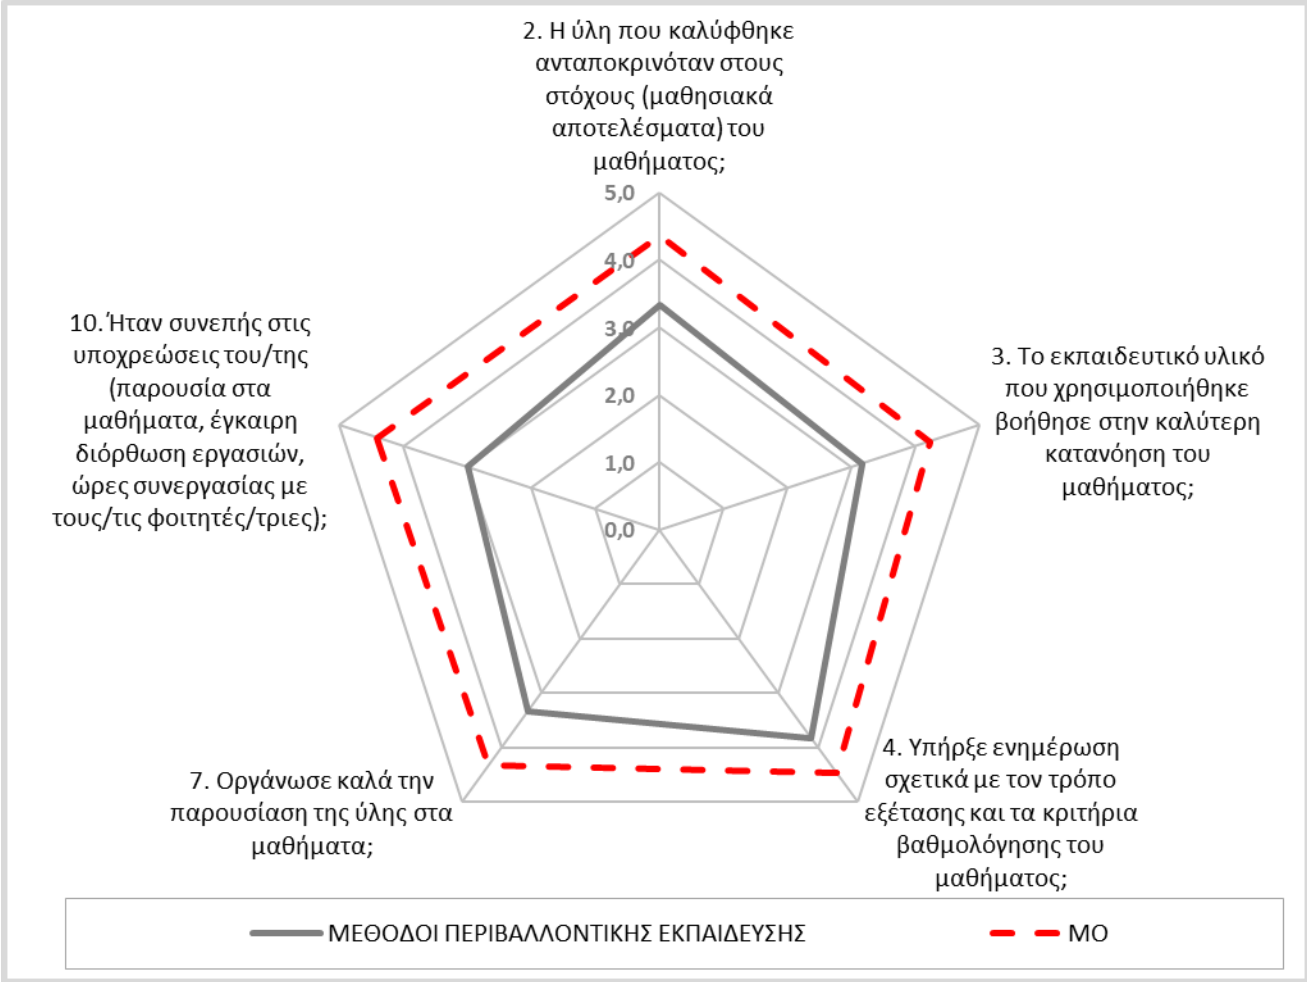 2. Η ύλη που καλύφθηκε
ανταποκρινόταν στους
στόχους (μαθησιακά
αποτελέσματα) του
μαθήματος;
5,0
4,0
3,0
2,0
1,0
0,0
10. Ήταν συνεπής στις
υποχρεώσεις του/της
(παρουσία στα
μαθήματα, έγκαιρη
διόρθωση εργασιών,
ώρες συνεργασίας με
τους/τις φοιτητές/τριες);
3. Το εκπαιδευτικό υλικό
που χρησιμοποιήθηκε
βοήθησε στην καλύτερη
κατανόηση του
μαθήματος;
7. Οργάνωσε καλά την
παρουσίαση της ύλης στα
μαθήματα;
4. Υπήρξε ενημέρωση
σχετικά με τον τρόπο
εξέτασης και τα κριτήρια
βαθμολόγησης του
μαθήματος;
ΜΕΘΟΔΟΙ ΠΕΡΙΒΑΛΛΟΝΤΙΚΗΣ ΕΚΠΑΙΔΕΥΣΗΣ
ΜΟ